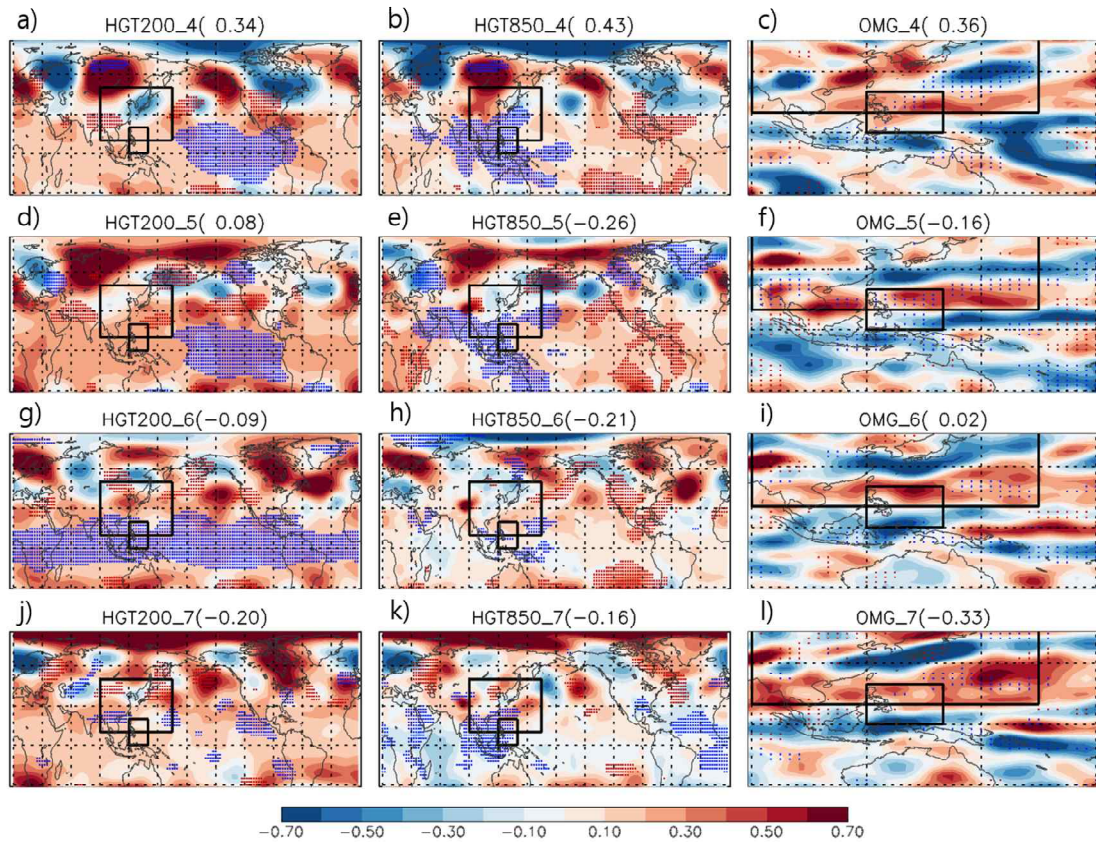 a) HGT200_4( 0.34)
b) HGT850_4( 0.43)
c) OMG_4( 0.36)
d) HGT200_5( 0.08)
e) HGT850_5(−0.26)
f) OMG_5(−0.16)
g) HGT200_6(−0.09)
h) HGT850_6(−0.21)
i) OMG_6( 0.02)
j) HGT200_7(−0.20)
k) HGT850_7(−0.16)
l) OMG_7(−0.33)
−0.70 −0.50 −0.30 −0.10 0.10 0.30 0.50 0.70